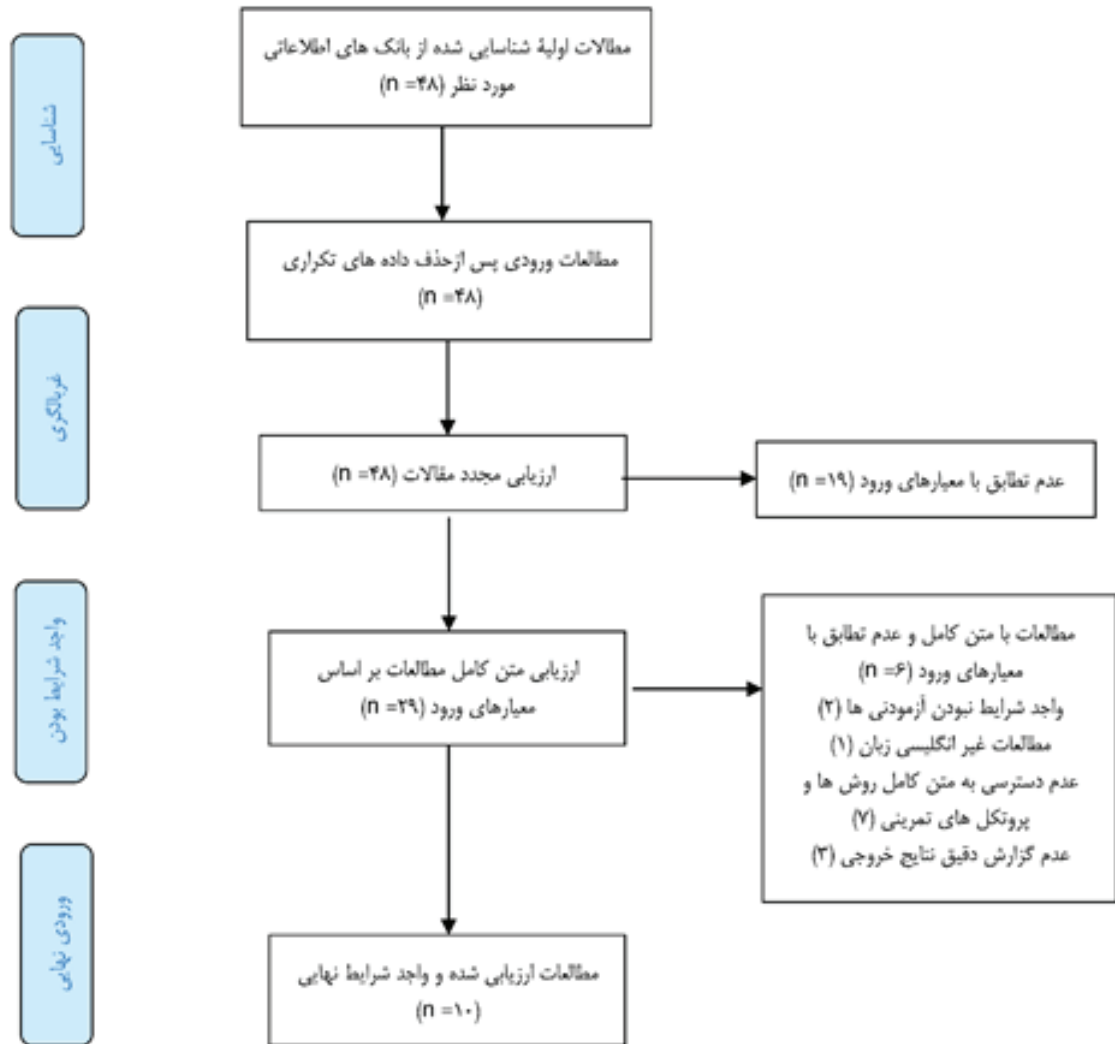 مطالات اولیهٔ شناسایی شده از بانک های اطلاعاتی
مورد نظر (n =۴۸)
شناسایی
مطالعات ورودی پس ازحذف داده های تکراری
(n =۴۸)
غربالگری
ارزیابی مجدد مقالات (n =۴۸)
عدم تطابق با معیارهای ورود (n =۱۹)
واجد شرایط بودن
ارزیابی متن کامل مطالعات بر اساس
معیارهای ورود (n =۲۹)
مطالعات با متن کامل و عدم تطابق با
معیارهای ورود (n =۶)
واجد شرایط نبودن آزمودنی ها (۲)
مطالعات غیر انگلیسی زبان (۱)
عدم دسترسی به متن کامل روش ها و
پروتکل های تمرینی (۷)
عدم گزارش دقیق نتایج خروجی (۳)
ورودی نهایی
مطالعات ارزیابی شده و واجد شرایط نهایی
(n =۱۰)